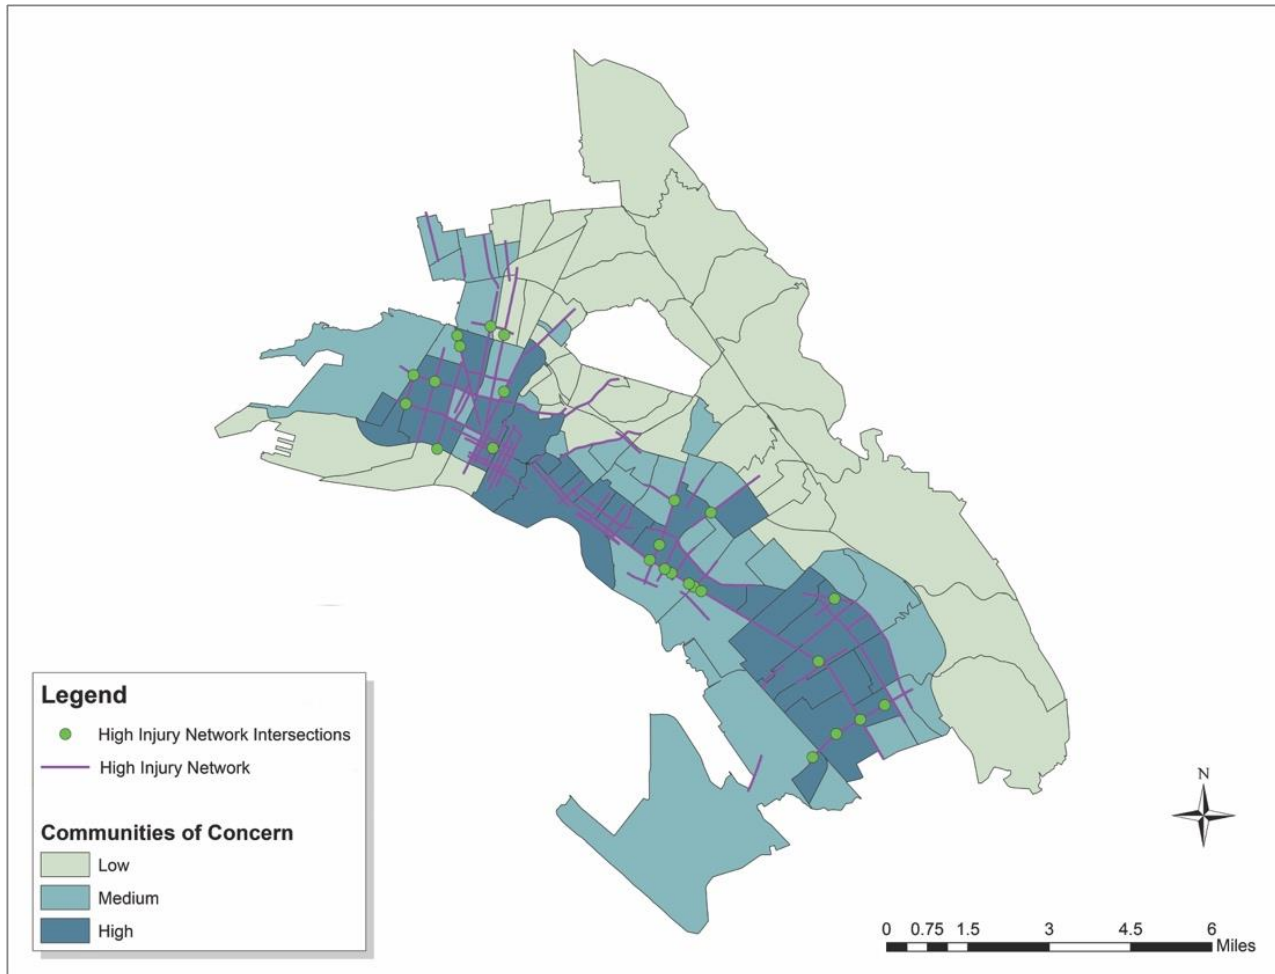 Legend
High Injury Network Intersections
High Injury Network
Communities of Concern
Low
Medium
High
N
0 0.75 1.5 3 4.5 6
Miles